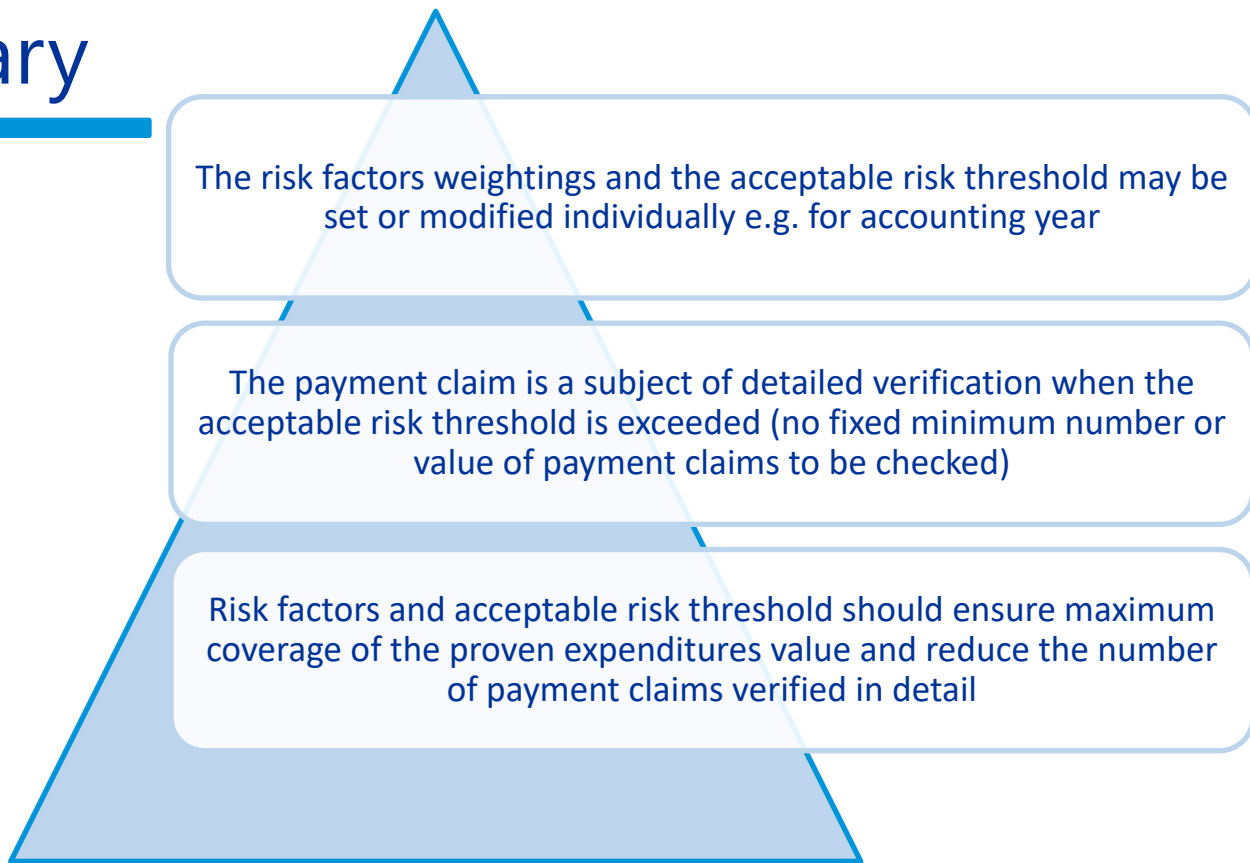 ary
The risk factors weightings and the acceptable risk threshold may be
set or modified individually e.g. for accounting year
The payment claim is a subject of detailed verification when the
acceptable risk threshold is exceeded (no fixed minimum number or
value of payment claims to be checked)
Risk factors and acceptable risk threshold should ensure maximum
coverage of the proven expenditures value and reduce the number
of payment claims verified in detail